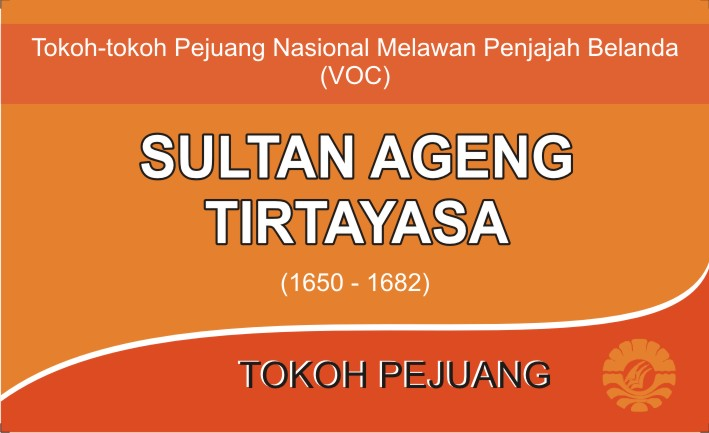 Tokoh-tokoh Pejuang Nasional Melawan Penjajah Belanda
(VOC)
SULTAN AGENG
TIRTAYASA
(1650 - 1682)
TOKOH PEJUANG